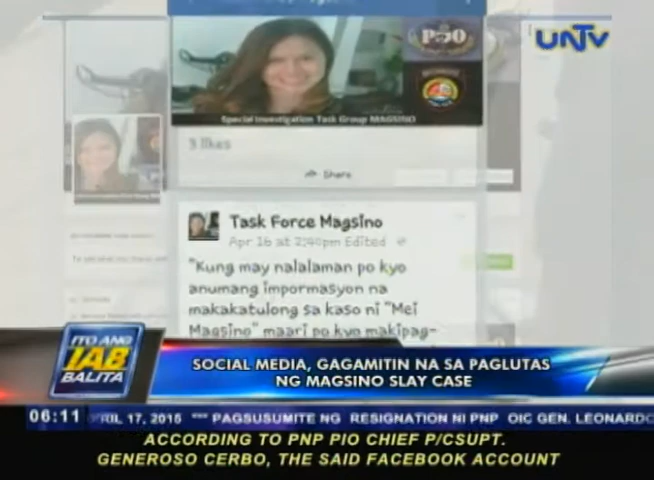 UNTV
Special Investigation Task Group MAGSINO
3 likes
Share
Task Force Magsino
Apr 16 at 2:40pm Edited
"Kung may nalalaman po kyo
anumang impormasyon na
makakatulong sa kaso ni "Mei
Magsino" maari po kyo makipag-
ITO ANG
IAB
BALITA
SOCIAL MEDIA, GAGAMITIN NA SA PAGLUTAS
NG MAGSINO SLAY CASE
06:11 PRIL 17, 2015 *** PAGSUSUMITE NG RESIGNATION NI PNP OIC GEN. LEONARDO
ACCORDING TO PNP PIO CHIEF P/CSUPT.
GENEROSO CERBO, THE SAID FACEBOOK ACCOUNT